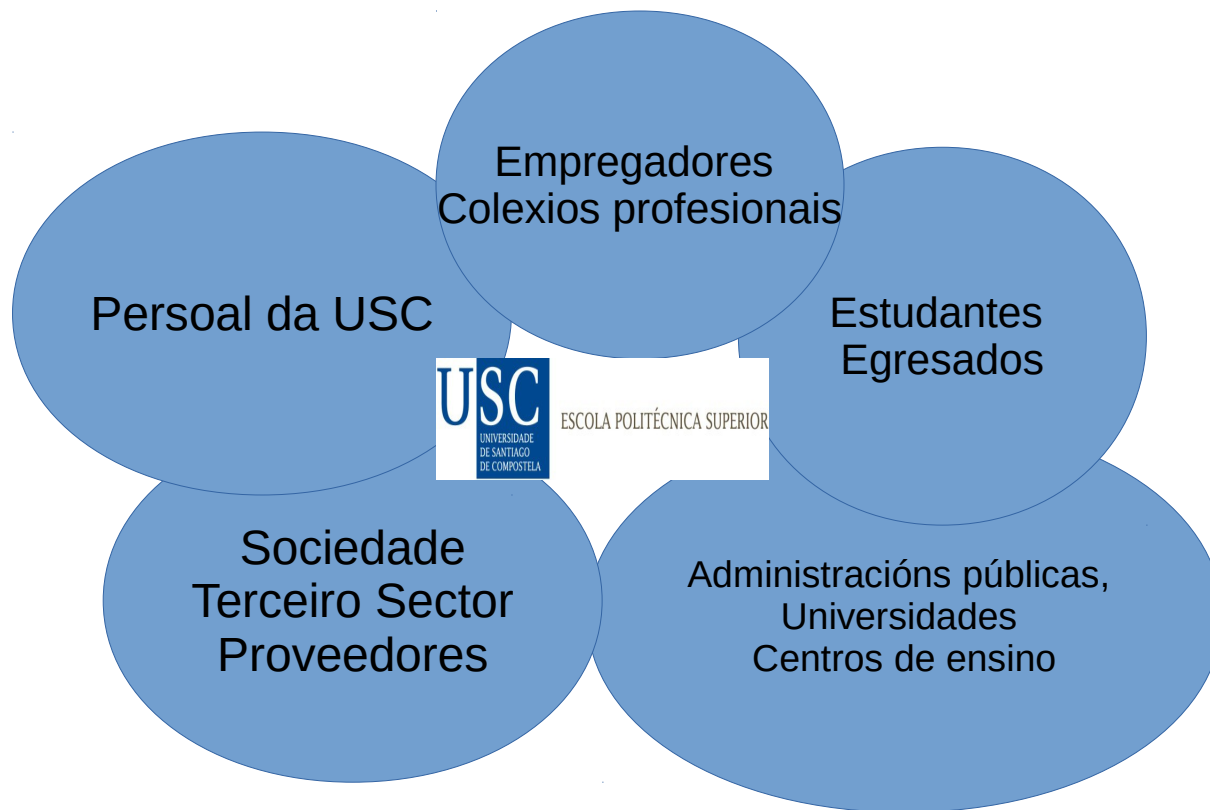 Empregadores
Colexios profesionais
Persoal da USC
Estudantes
Egresados
USC
UNIVERSIDADE
DE SANTIAGO
DE COMPOSTELA
ESCOLA POLITÉCNICA SUPERIOR
Sociedade
Terceiro Sector
Proveedores
Administracións públicas,
Universidades
Centros de ensino